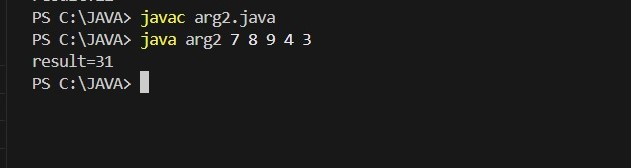 PS C:\JAVA> javac arg2.java
PS C:\JAVA> java arg2 7 8 9 4 3
result=31
PS C:\JAVA>